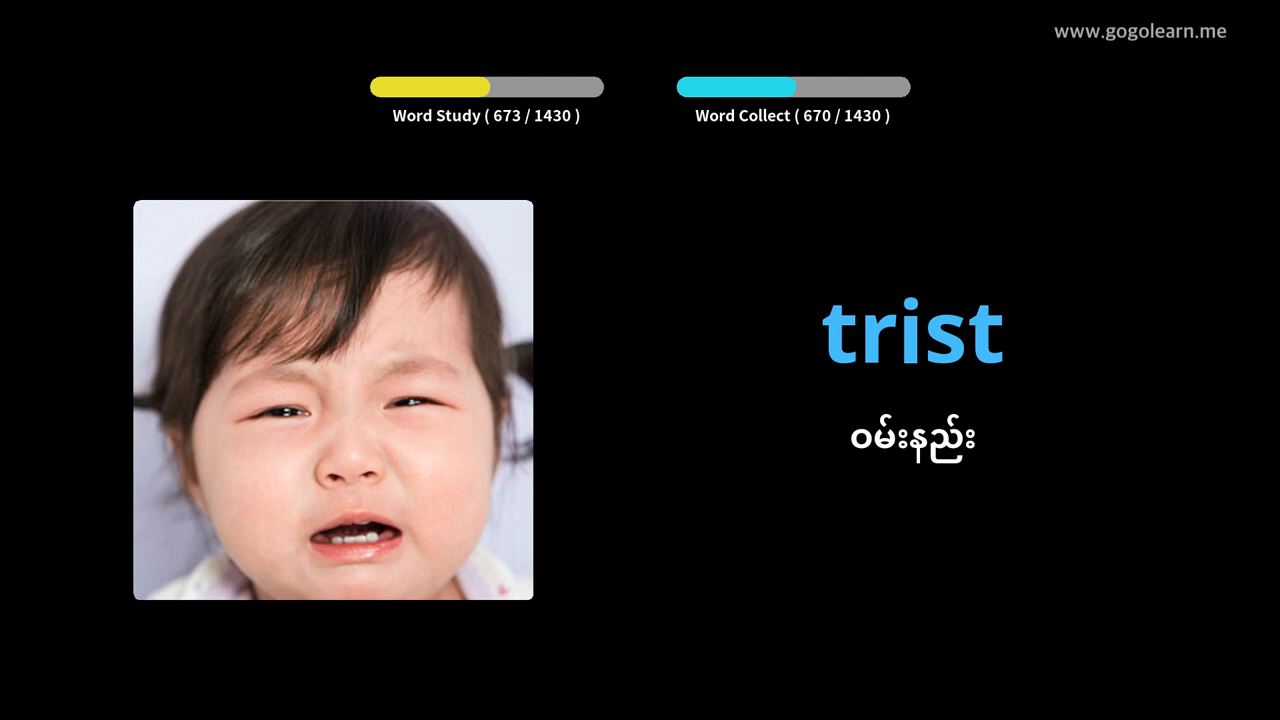 www.gogolearn.me
Word Study ( 673 / 1430 )
Word Collect ( 670 / 1430 )
trist
ဝမ်းနည်း